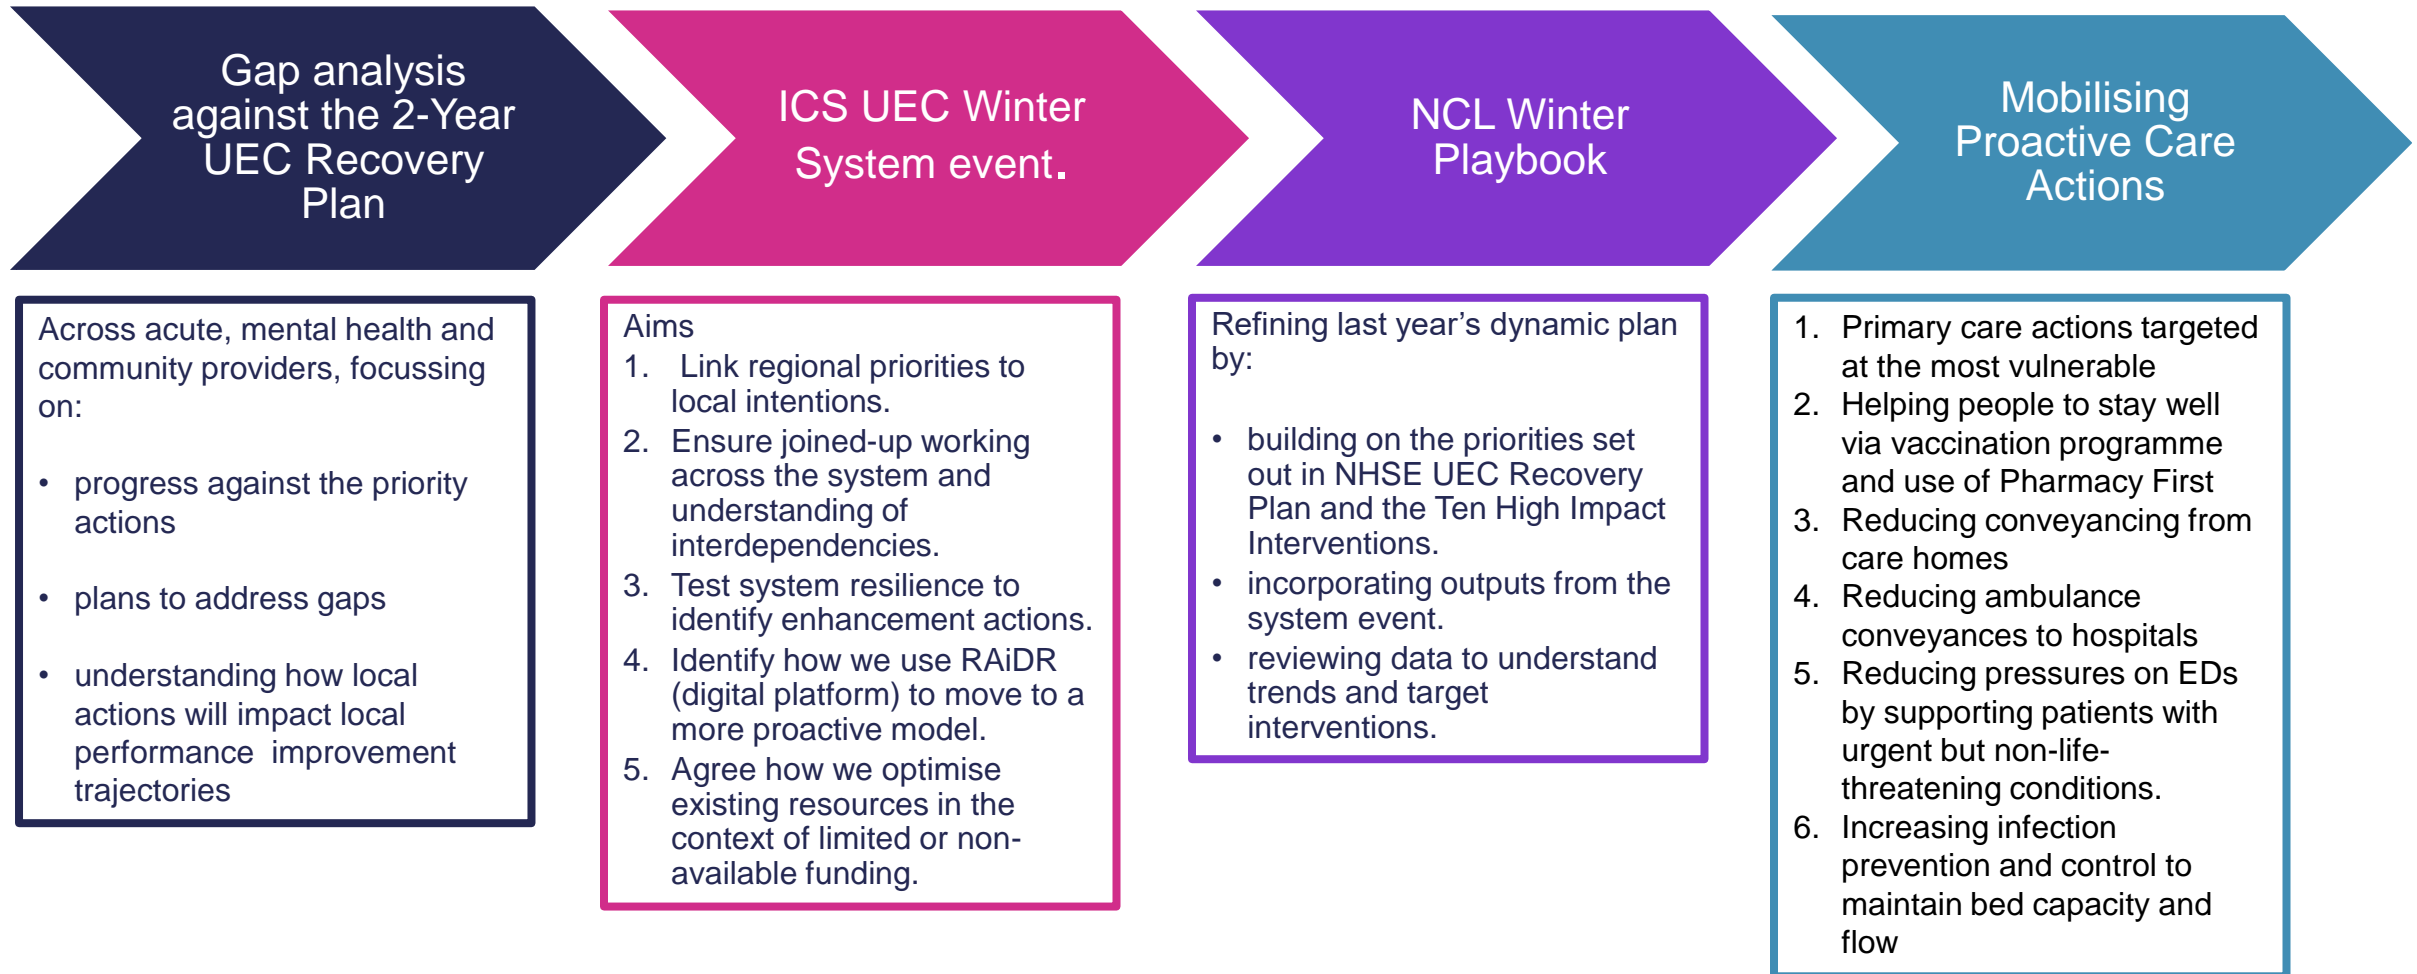 Gap analysis
against the 2-Year
UEC Recovery
Plan
ICS UEC Winter
System event.
NCL Winter
Playbook
Mobilising
Proactive Care
Actions
Across acute, mental health and
community providers, focussing
on:
• progress against the priority
actions
• plans to address gaps
• understanding how local
actions will impact local
performance  improvement
trajectories
Aims
1. Link regional priorities to
local intentions.
2. Ensure joined-up working
across the system and
understanding of
interdependencies.
3. Test system resilience to
identify enhancement actions.
4. Identify how we use RAiDR
(digital platform) to move to a
more proactive model.
5. Agree how we optimise
existing resources in the
context of limited or non-
available funding.
Refining last year’s dynamic plan
by:
• building on the priorities set
out in NHSE UEC Recovery
Plan and the Ten High Impact
Interventions.
• incorporating outputs from the
system event.
• reviewing data to understand
trends and target
interventions.
1. Primary care actions targeted
at the most vulnerable
2. Helping people to stay well
via vaccination programme
and use of Pharmacy First
3. Reducing conveyancing from
care homes
4. Reducing ambulance
conveyances to hospitals
5. Reducing pressures on EDs
by supporting patients with
urgent but non-life-
threatening conditions.
6. Increasing infection
prevention and control to
maintain bed capacity and
flow